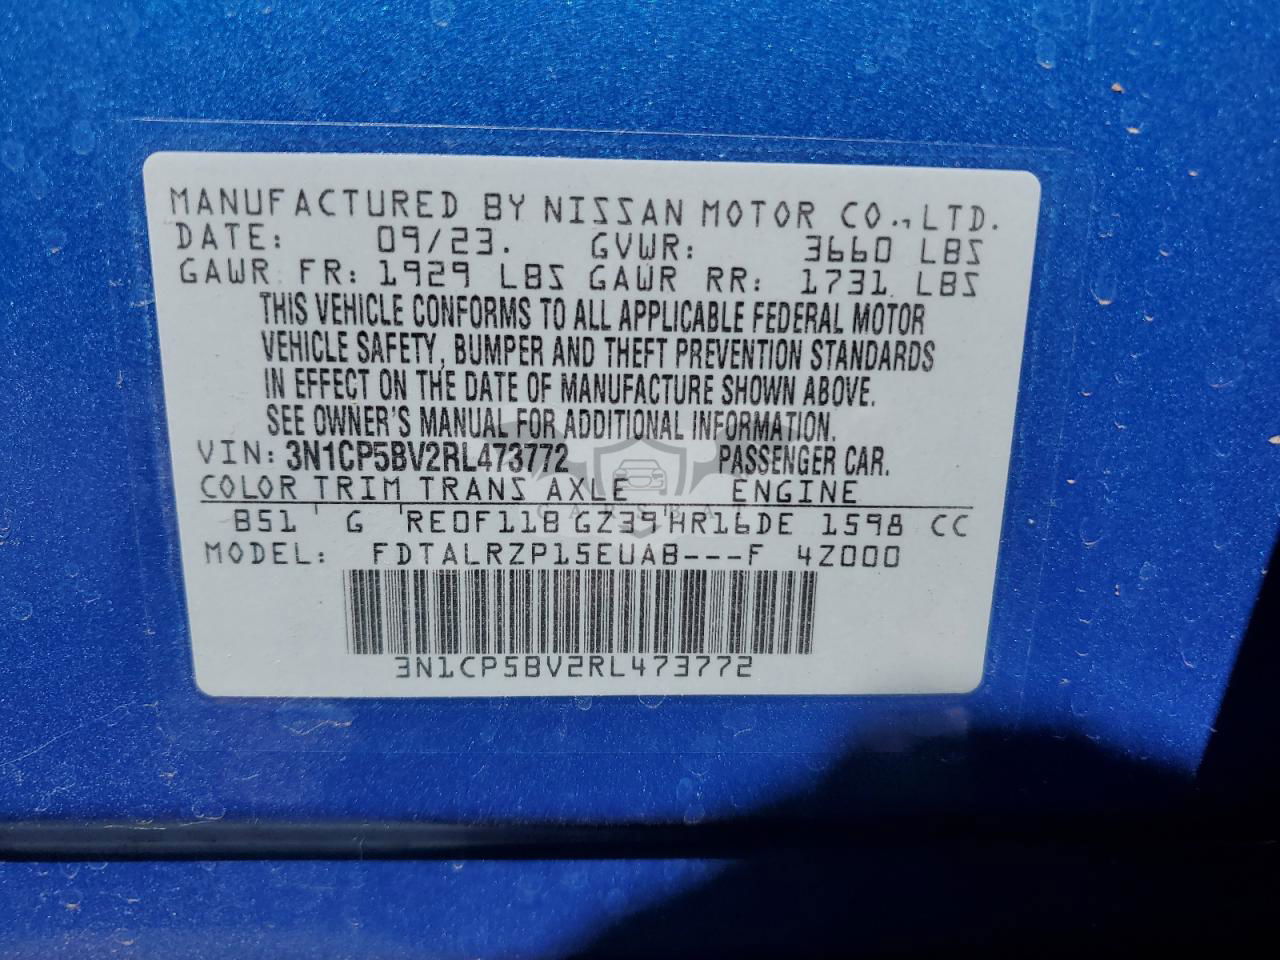 MANUFACTURED BY NISSAN MOTOR CO., LTD.
DATE: 09/23. GVWR: 3660 LBS
GAWR FR: 1929 LBS GAWR RR: 1731 LBS
THIS VEHICLE CONFORMS TO ALL APPLICABLE FEDERAL MOTOR
VEHICLE SAFETY, BUMPER AND THEFT PREVENTION STANDARDS
IN EFFECT ON THE DATE OF MANUFACTURE SHOWN ABOVE.
SEE OWNER'S MANUAL FOR ADDITIONAL INFORMATION.
VIN: 3N1CP5BV2RL473772 PASSENGER CAR.
COLOR TRIM TRANS AXLE ENGINE
B51 G RE0F11B GZ39 HR16DE 1598 CC
MODEL: FDTALRZP15EUAB---F 4Z000
3N1CP5BV2RL473772